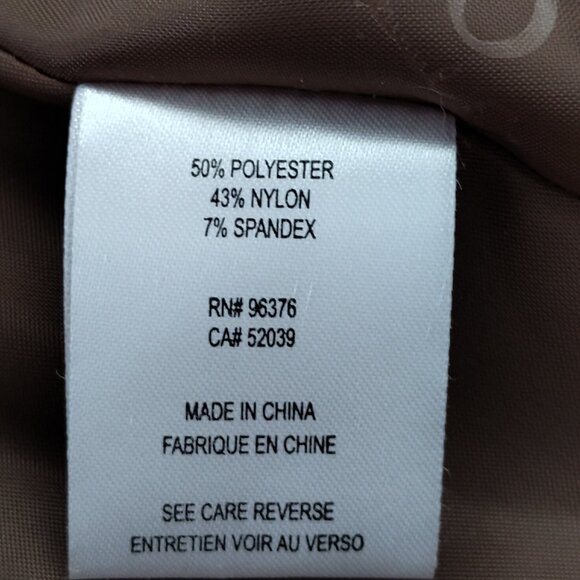 50% POLYESTER
43% NYLON
7% SPANDEX
RN# 96376
CA# 52039
MADE IN CHINA
FABRIQUE EN CHINE
SEE CARE REVERSE
ENTRETIEN VOIR AU VERSO